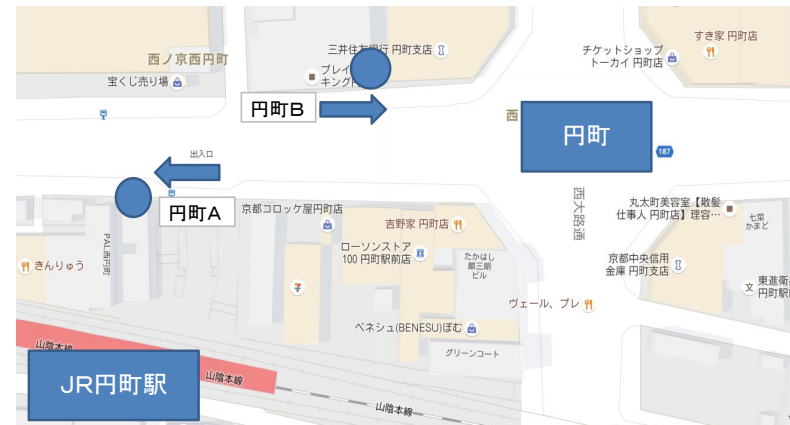 すき家 円町店
三井住友銀行 円町支店
チケットショップ
トーカイ 円町店
西ノ京西円町
プレイ
キング円
宝くじ売り場
円町B
西
円町
187
出入口
円町A
京都コロッケ屋円町店
吉野家 円町店
西大路通
丸太町美容室【散髪
仕事人 円町店】理容…
七菜
かまど
PAL西円町
きんりゅう
ローソンストア
100 円町駅前店
たかはし
ビル
京都中央信用
金庫 円町支店
東進衛
円町駅
ヴェール、ブレ
ベネシュ(BENESU)ぽむ
グリーンコート
山陰本線
JR円町駅
山陰本線
山陰本線